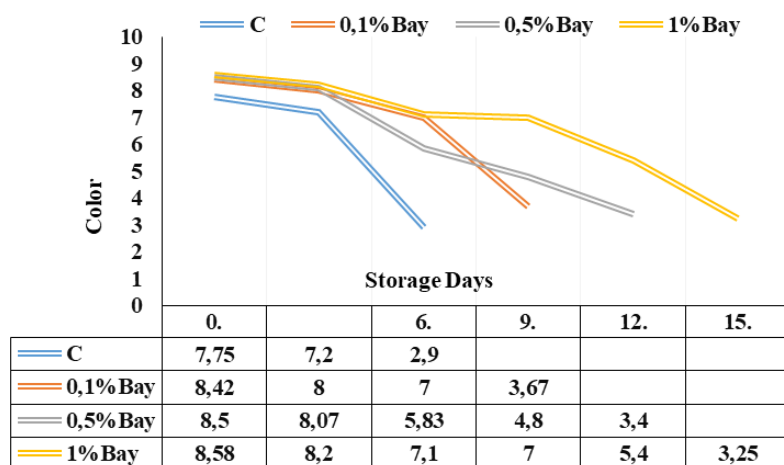 C 0,1%Bay 0,5%Bay 1%Bay
10
9
8
7
6
5
4
3
2
1
0
Color
Storage Days
0. 6. 9. 12. 15.
C 7,75 7,2 2,9
0,1%Bay 8,42 8 7 3,67
0,5%Bay 8,5 8,07 5,83 4,8 3,4
1%Bay 8,58 8,2 7,1 7 5,4 3,25